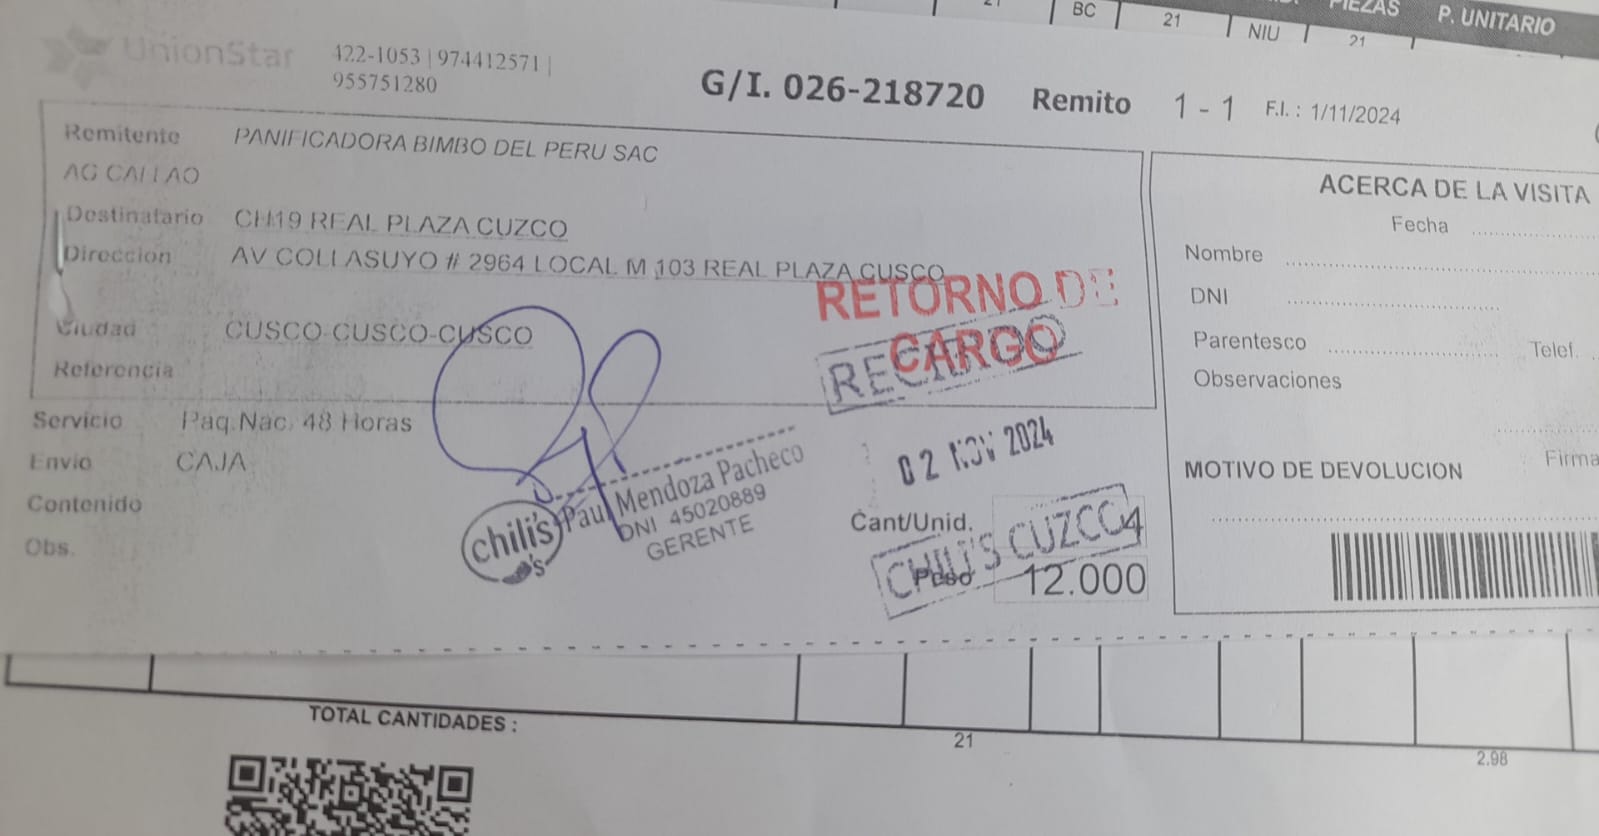 21 BC 21 NIU 21 PIEZAS P. UNITARIO
UnionStar 422-1053 | 974412571 |
955751280
G/I. 026-218720 Remito 1 - 1 F.I. : 1/11/2024
Remitente PANIFICADORA BIMBO DEL PERU SAC
AG CALLAO
Destinatario CH19 REAL PLAZA CUZCO
Direccion AV COLLASUYO # 2964 LOCAL M 103 REAL PLAZA CUSCO
Ciudad CUSCO-CUSCO-CUSCO
Referencia
RETORNO DE
CARGO
Servicio Paq.Nac. 48 Horas
Envio CAJA
Contenido
Obs.
chili's
Paul Mendoza Pacheco
DNI 45020889
GERENTE
02 NOV 2024
Cant/Unid. 4
CHILI'S CUZCO
Peso 12.000
ACERCA DE LA VISITA
Fecha
Nombre
DNI
Parentesco Telef.
Observaciones
Firma
MOTIVO DE DEVOLUCION
TOTAL CANTIDADES :
21
2.98